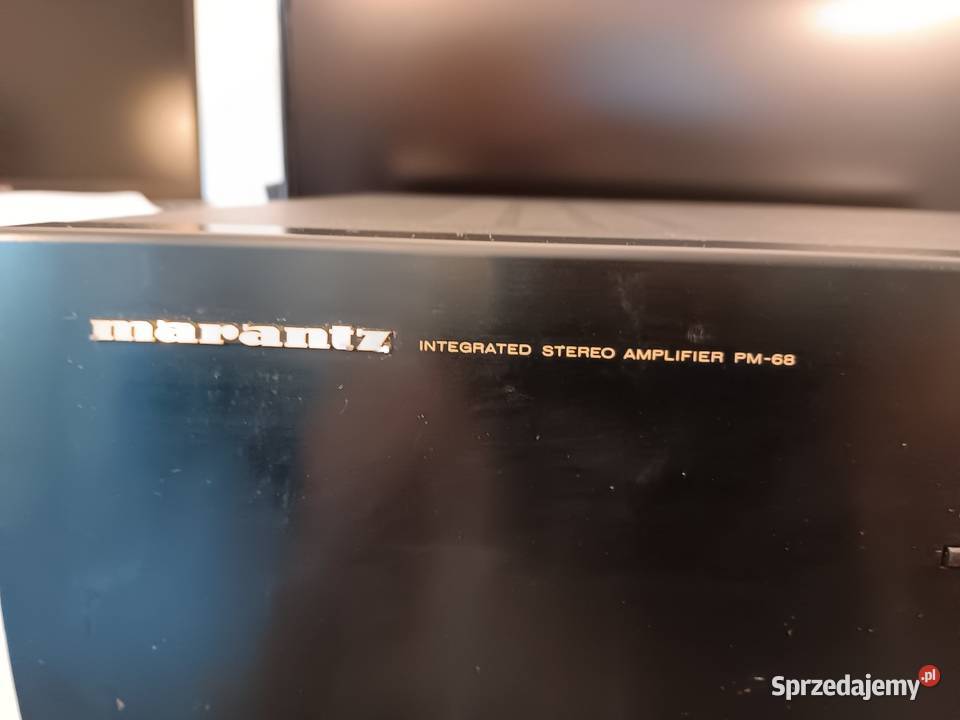 marantz INTEGRATED STEREO AMPLIFIER PM-68
Sprzedajemy.pl